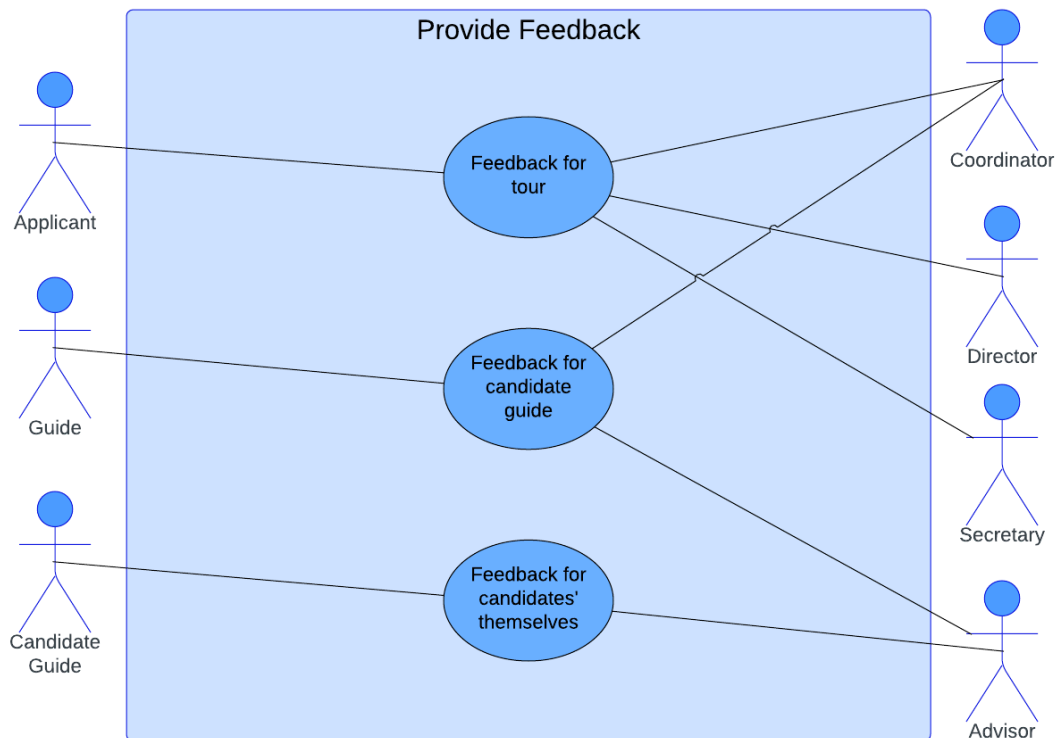 Provide Feedback
Applicant
Guide
Candidate
Guide
Feedback for
tour
Feedback for
candidate
guide
Feedback for
candidates'
themselves
Coordinator
Director
Secretary
Advisor